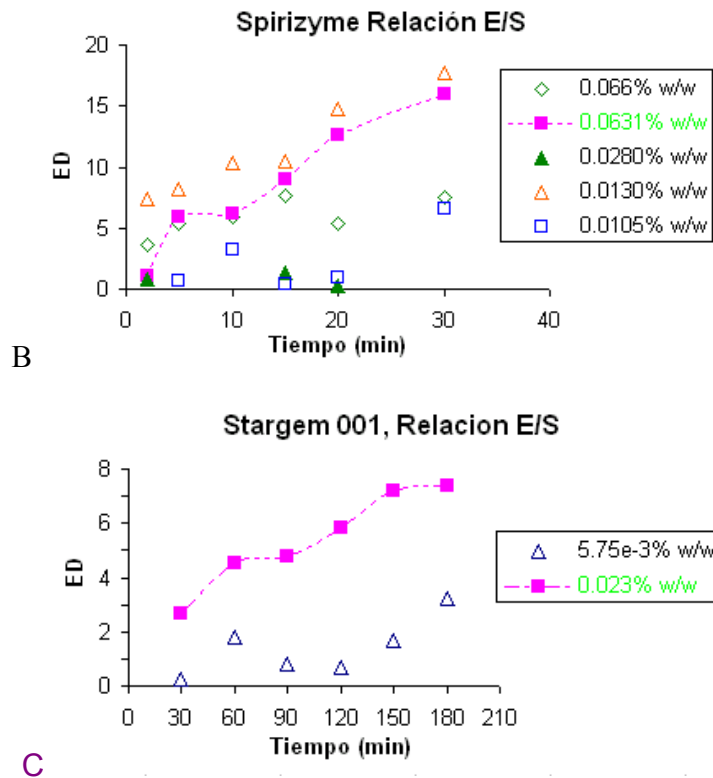 Spirizyme Relación E/S
20
15
10
5
0
ED
0 10 20 30 40
Tiempo (min)
0.066% w/w
0.0631% w/w
0.0280% w/w
0.0130% w/w
0.0105% w/w
B
Stargem 001, Relacion E/S
8
6
4
2
0
ED
0 30 60 90 120 150 180 210
Tiempo (min)
5.75e-3% w/w
0.023% w/w
C